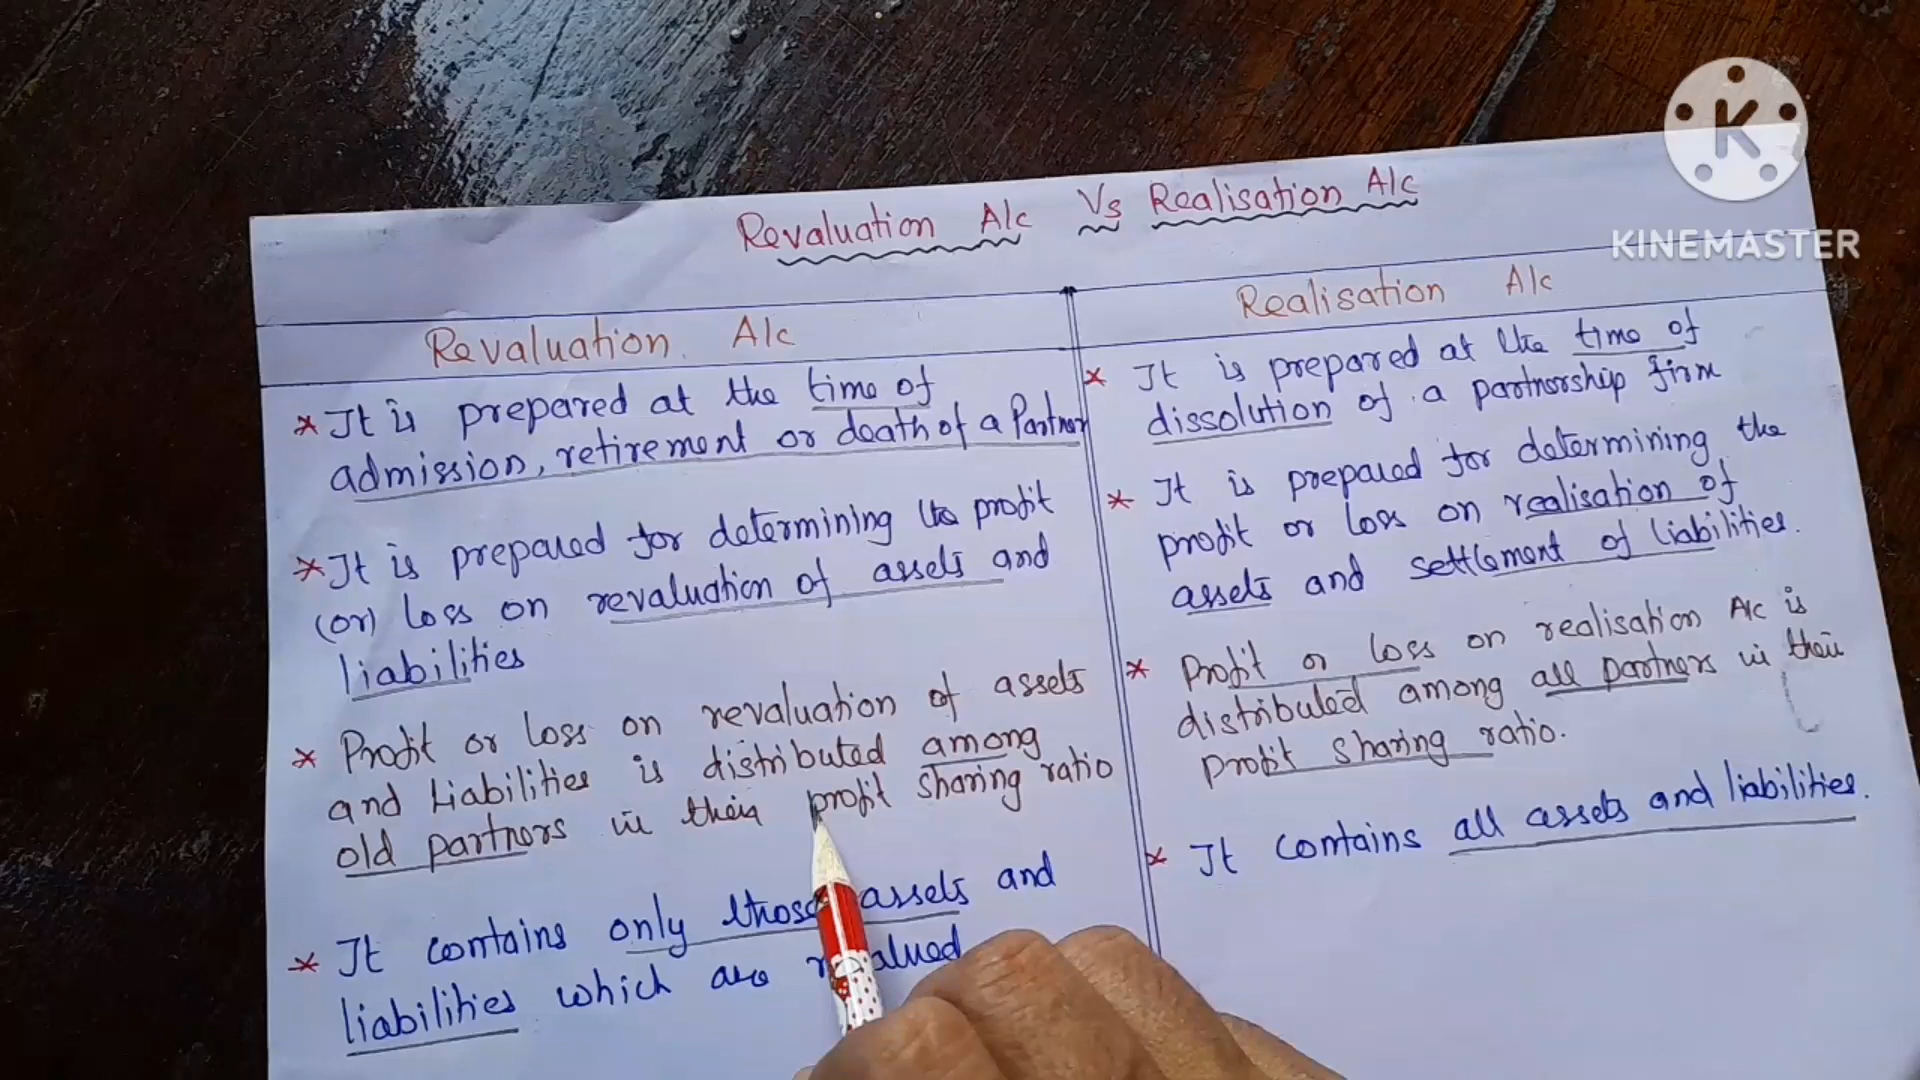 K
KINEMASTER
Revaluation A/c Vs Realisation A/c
Revaluation A/c
* It is prepared at the time of
admission, retirement or death of a Partner
* It is prepared for determining the profit
(or) loss on revaluation of assets and
liabilities
* Profit or loss on revaluation of assets
and Liabilities is distributed among
old partners in their profit sharing ratio
* It contains only those assets and
liabilities which are
Realisation A/c
* It is prepared at the time of
dissolution of a partnership firm
* It is prepared for determining the
profit or loss on realisation of
assets and settlement of liabilities.
* Profit or loss on realisation A/c is
distributed among all partners in their
profit sharing ratio.
* It contains all assets and liabilities.